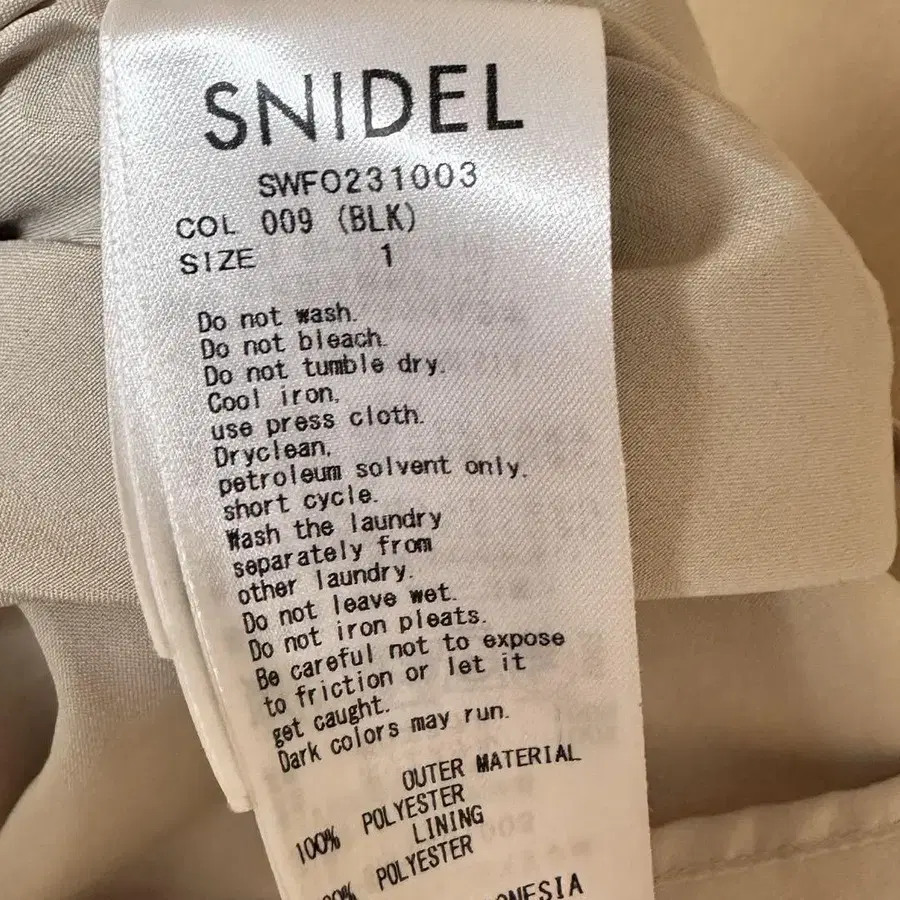 SNIDEL
SWFO231003
COL 009 (BLK)
SIZE 1
Do not wash.
Do not bleach.
Do not tumble dry.
Cool iron,
use press cloth.
Dryclean,
petroleum solvent only,
short cycle.
Wash the laundry
separately from
other laundry.
Do not leave wet.
Do not iron pleats.
Be careful not to expose
to friction or let it
get caught.
Dark colors may run.
OUTER MATERIAL
100% POLYESTER
LINING
POLYESTER